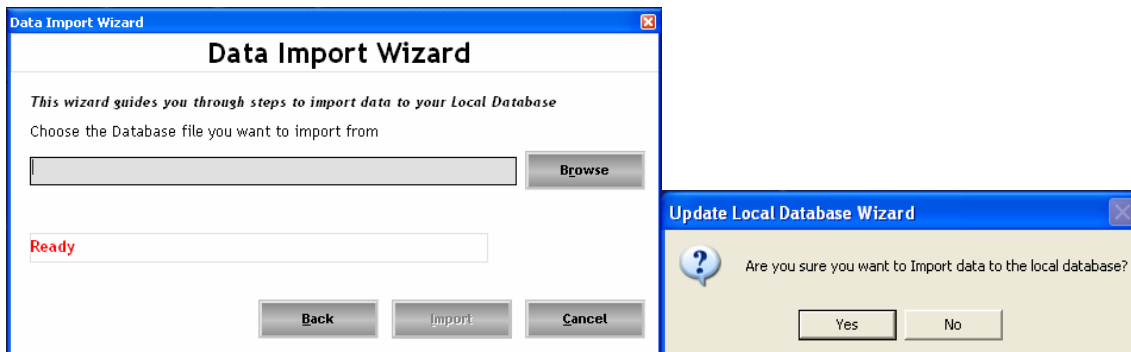 Data Import Wizard
Data Import Wizard
This wizard guides you through steps to import data to your Local Database
Choose the Database file you want to import from
Browse
Ready
Back
Import
Cancel
Update Local Database Wizard
Are you sure you want to Import data to the local database?
Yes
No